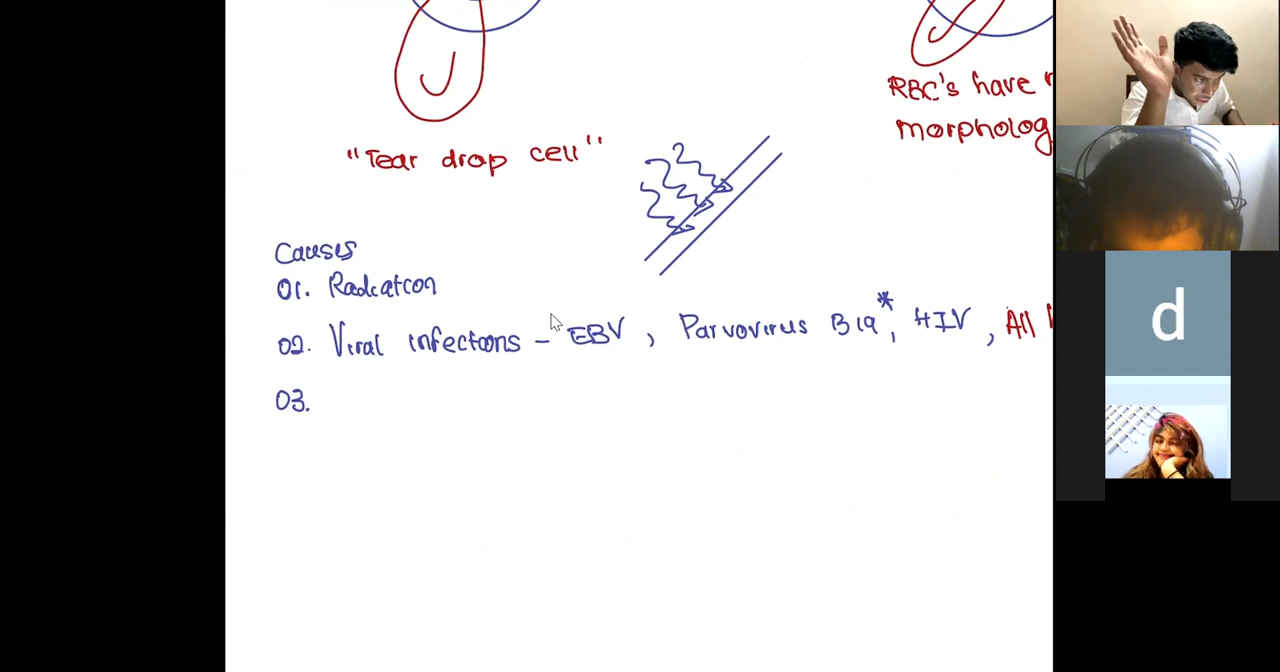 RBC's have
morpholog
"Tear drop cell"
Causes
01. Radiation
02. Viral infections - EBV, Parvovirus B19*, HIV, All
03.
d